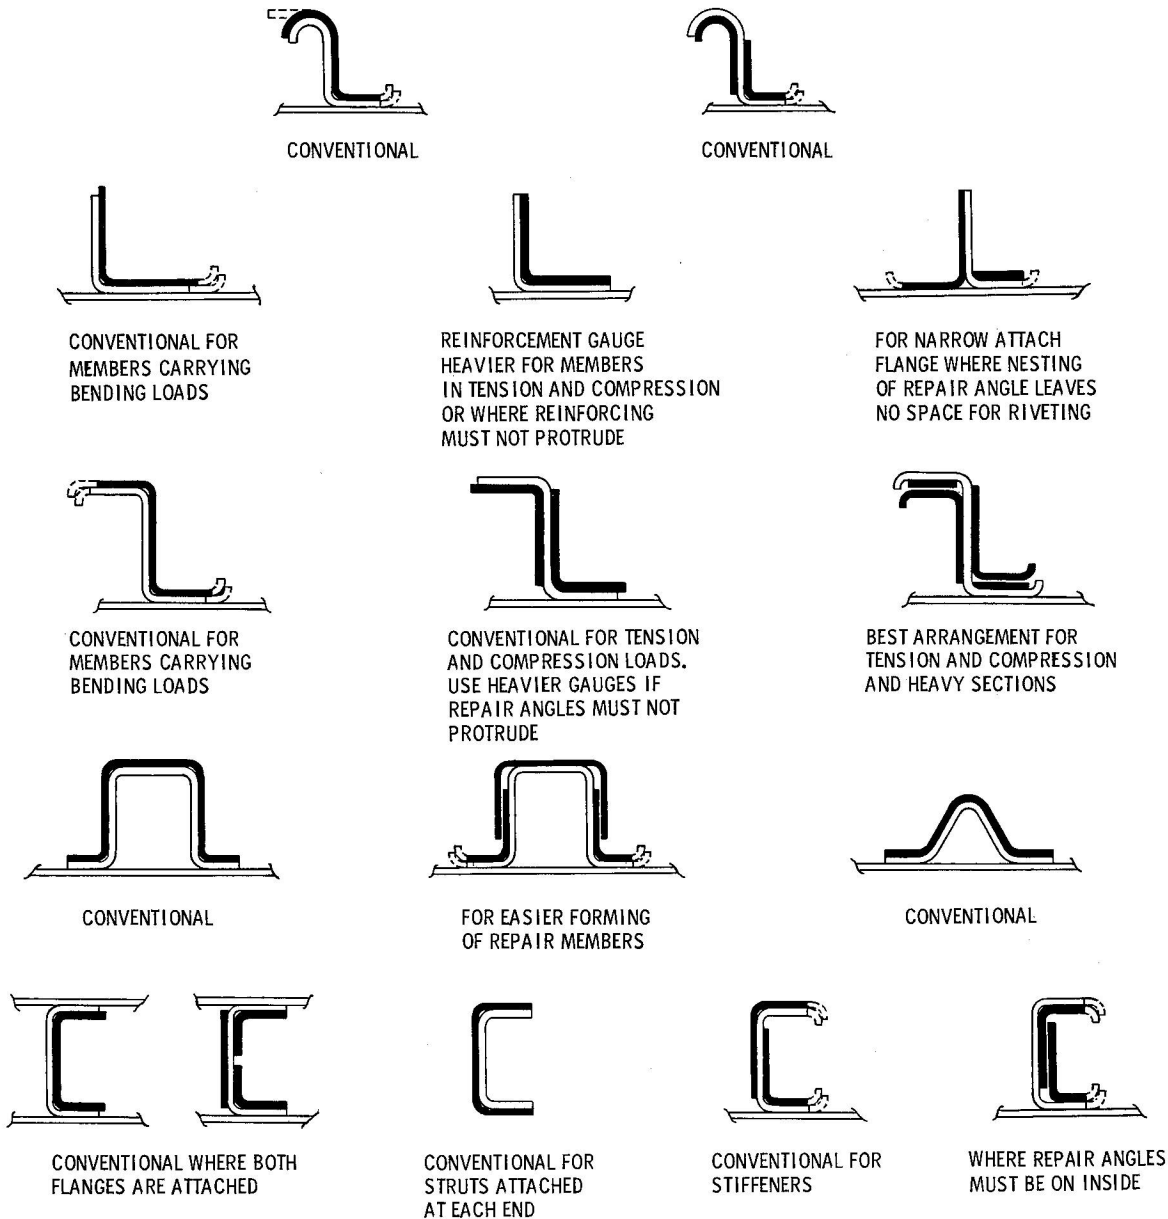 CONVENTIONAL
CONVENTIONAL
CONVENTIONAL FOR
MEMBERS CARRYING
BENDING LOADS
REINFORCEMENT GAUGE
HEAVIER FOR MEMBERS
IN TENSION AND COMPRESSION
OR WHERE REINFORCING
MUST NOT PROTRUDE
FOR NARROW ATTACH
FLANGE WHERE NESTING
OF REPAIR ANGLE LEAVES
NO SPACE FOR RIVETING
CONVENTIONAL FOR
MEMBERS CARRYING
BENDING LOADS
CONVENTIONAL FOR TENSION
AND COMPRESSION LOADS.
USE HEAVIER GAUGES IF
REPAIR ANGLES MUST NOT
PROTRUDE
BEST ARRANGEMENT FOR
TENSION AND COMPRESSION
AND HEAVY SECTIONS
CONVENTIONAL
FOR EASIER FORMING
OF REPAIR MEMBERS
CONVENTIONAL
CONVENTIONAL WHERE BOTH
FLANGES ARE ATTACHED
CONVENTIONAL FOR
STRUTS ATTACHED
AT EACH END
CONVENTIONAL FOR
STIFFENERS
WHERE REPAIR ANGLES
MUST BE ON INSIDE